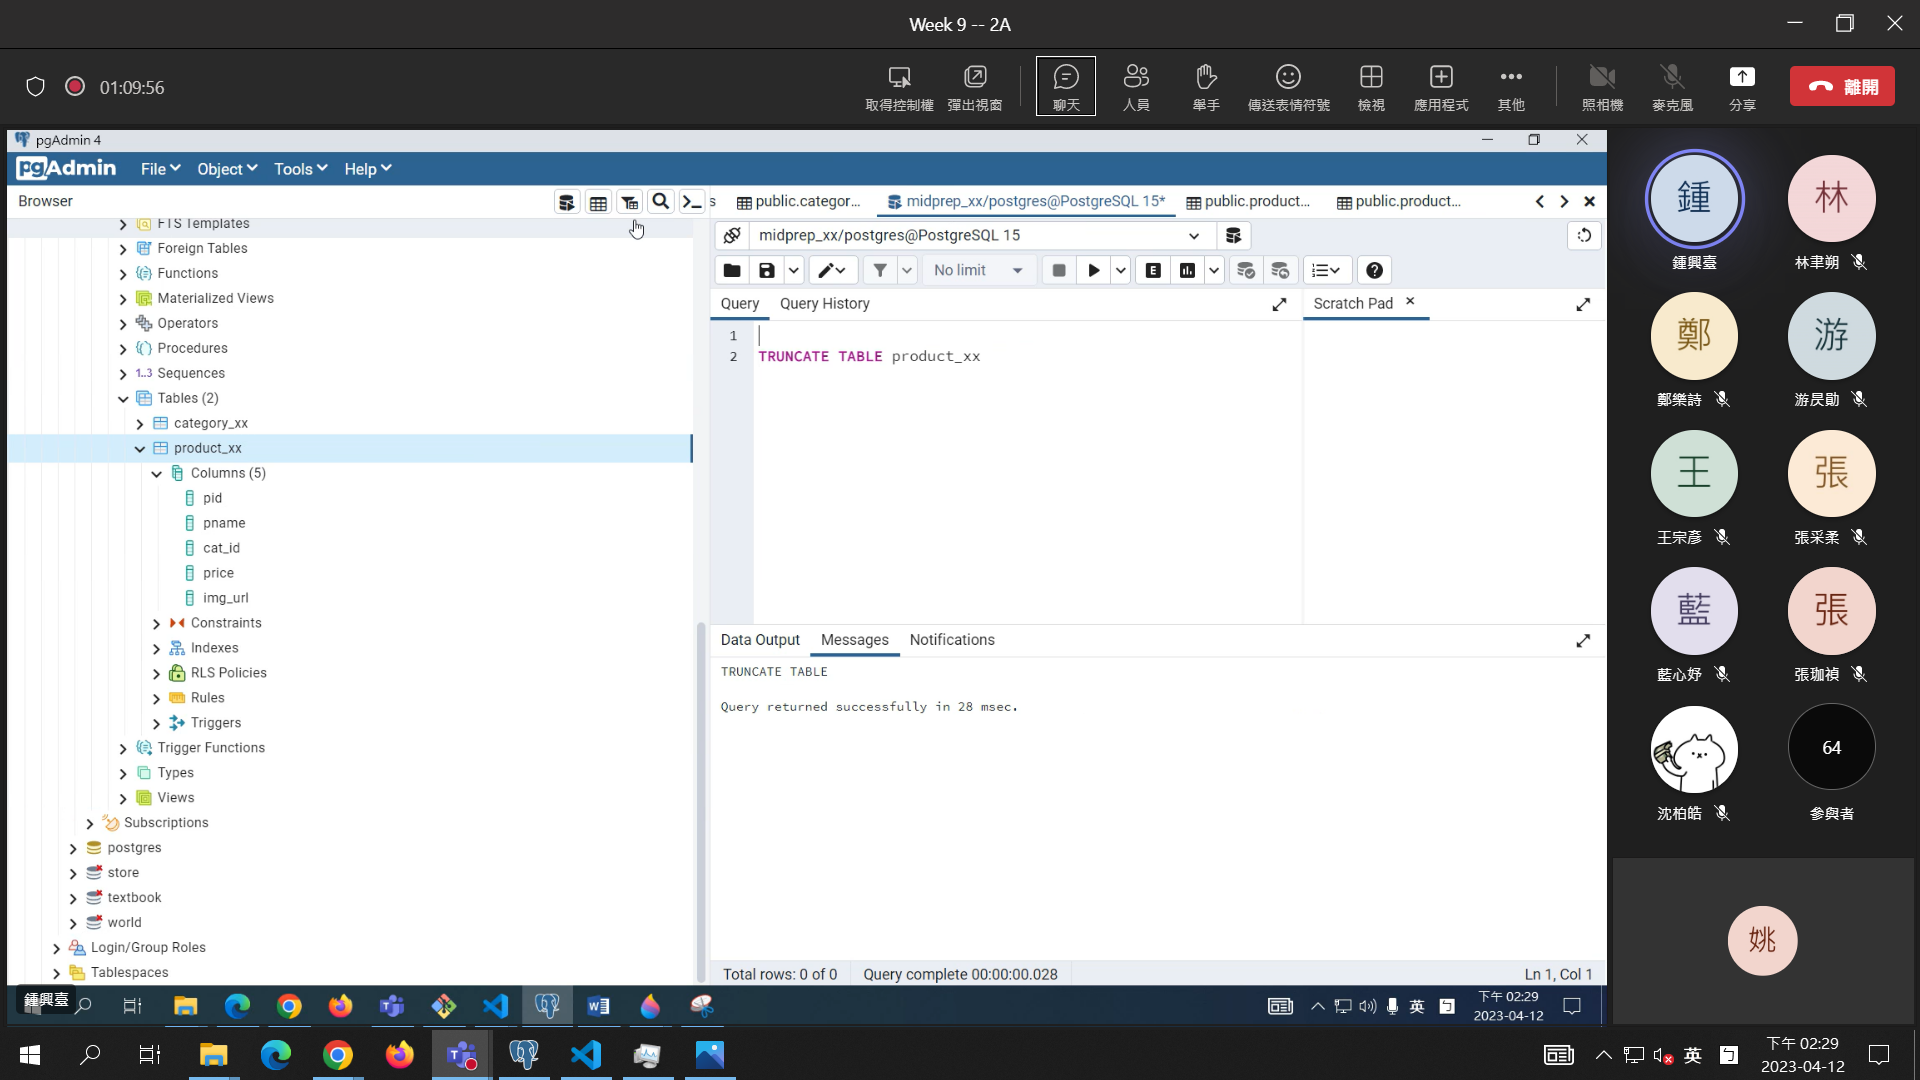 Week 9 -- 2A
01:09:56
取得控制權 彈出視窗 聊天 人員 舉手 傳送表情符號 檢視 應用程式 其他 照相機 麥克風 分享 離開
pgAdmin 4
pgAdmin File Object Tools Help
Browser
s public.categor... midprep_xx/postgres@PostgreSQL 15* public.product... public.product...
midprep_xx/postgres@PostgreSQL 15
No limit
E
Query Query History Scratch Pad
1
2 TRUNCATE TABLE product_xx
FTS Templates
Foreign Tables
Functions
Materialized Views
Operators
Procedures
1..3 Sequences
Tables (2)
category_xx
product_xx
Columns (5)
pid
pname
cat_id
price
img_url
Constraints
Indexes
RLS Policies
Rules
Triggers
Trigger Functions
Types
Views
Subscriptions
postgres
store
textbook
world
Login/Group Roles
Tablespaces
Data Output Messages Notifications
TRUNCATE TABLE
Query returned successfully in 28 msec.
Total rows: 0 of 0 Query complete 00:00:00.028 Ln 1, Col 1
鍾 林
鍾興臺 林聿朔
鄭 游
鄭樂詩 游昃勛
王 張
王宗彥 張采柔
藍 張
藍心妤 張珈禎
64
沈柏皓 參與者
姚
鍾興臺
英 下午 02:29
2023-04-12
英 下午 02:29
2023-04-12